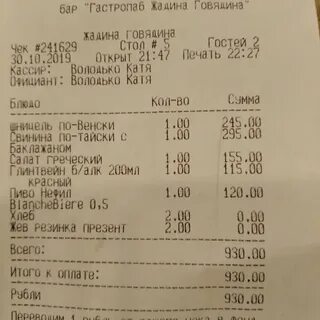 бар "Гастропаб Жадина Говядина"
Жадина говядина
Чек #241629 Стол # 5 Гостей 2
30.10.2019 Открыт 21:47 Печать 22:27
Кассир: Володько Катя
Официант: Володько Катя
Блюдо Кол-во Сумма
шницель по-Венски 1.00 245.00
Свинина по-тайски с 1.00 295.00
Баклажаном
Салат греческий 1.00 155.00
Глинтвейн б/алк 200мл 1.00 115.00
красный
Пиво Нефил 1.00 120.00
BlancheBiere 0,5
Хлеб 2.00 0.00
Жев резинка презент 2.00 0.00
Всего: 930.00
Итого к оплате: 930.00
Рубли 930.00
Переводим 1 рубль